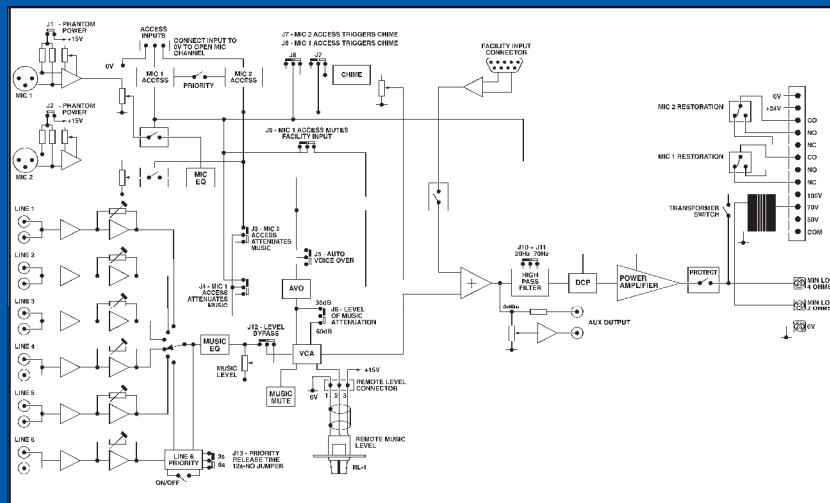 J1 - PHANTOM
POWER
+15V
MIC 1
J2 - PHANTOM
POWER
+15V
MIC 2
ACCESS
INPUTS
CONNECT INPUT TO
0V TO OPEN MIC
CHANNEL
0V
MIC 1
ACCESS
PRIORITY
MIC 2
ACCESS
J7 - MIC 2 ACCESS TRIGGERS CHIME
J8 - MIC 1 ACCESS TRIGGERS CHIME
J8
J7
CHIME
J9 - MIC 1 ACCESS MUTES
FACILITY INPUT
MIC
EQ
FACILITY INPUT
CONNECTOR
MIC 2 RESTORATION
MIC 1 RESTORATION
TRANSFORMER
SWITCH
0V
+24V
CO
NO
NC
CO
NO
NC
100V
70V
50V
COM
LINE 1
LINE 2
LINE 3
LINE 4
LINE 5
LINE 6
J3 - MIC 2
ACCESS
ATTENUATES
MUSIC
J4 - MIC 1
ACCESS
ATTENUATES
MUSIC
J5 - AUTO
VOICE OVER
AVO
30dB
J6 - LEVEL
OF MUSIC
ATTENUATION
60dB
J12 - LEVEL
BYPASS
MUSIC
EQ
MUSIC
LEVEL
VCA
MUSIC
MUTE
+15V
REMOTE LEVEL
CONNECTOR
0V
1 2 3
REMOTE MUSIC
LEVEL
RL-1
LINE 6
PRIORITY
3s
6s
J13 - PRIORITY
RELEASE TIME
12s-NO JUMPER
ON/OFF
+
J10 + J11
20Hz 70Hz
HIGH
PASS
FILTER
DCP
POWER
AMPLIFIER
PROTECT
0dBu
AUX OUTPUT
MIN LO
4 OHMS
MIN LO
2 OHMS
0V